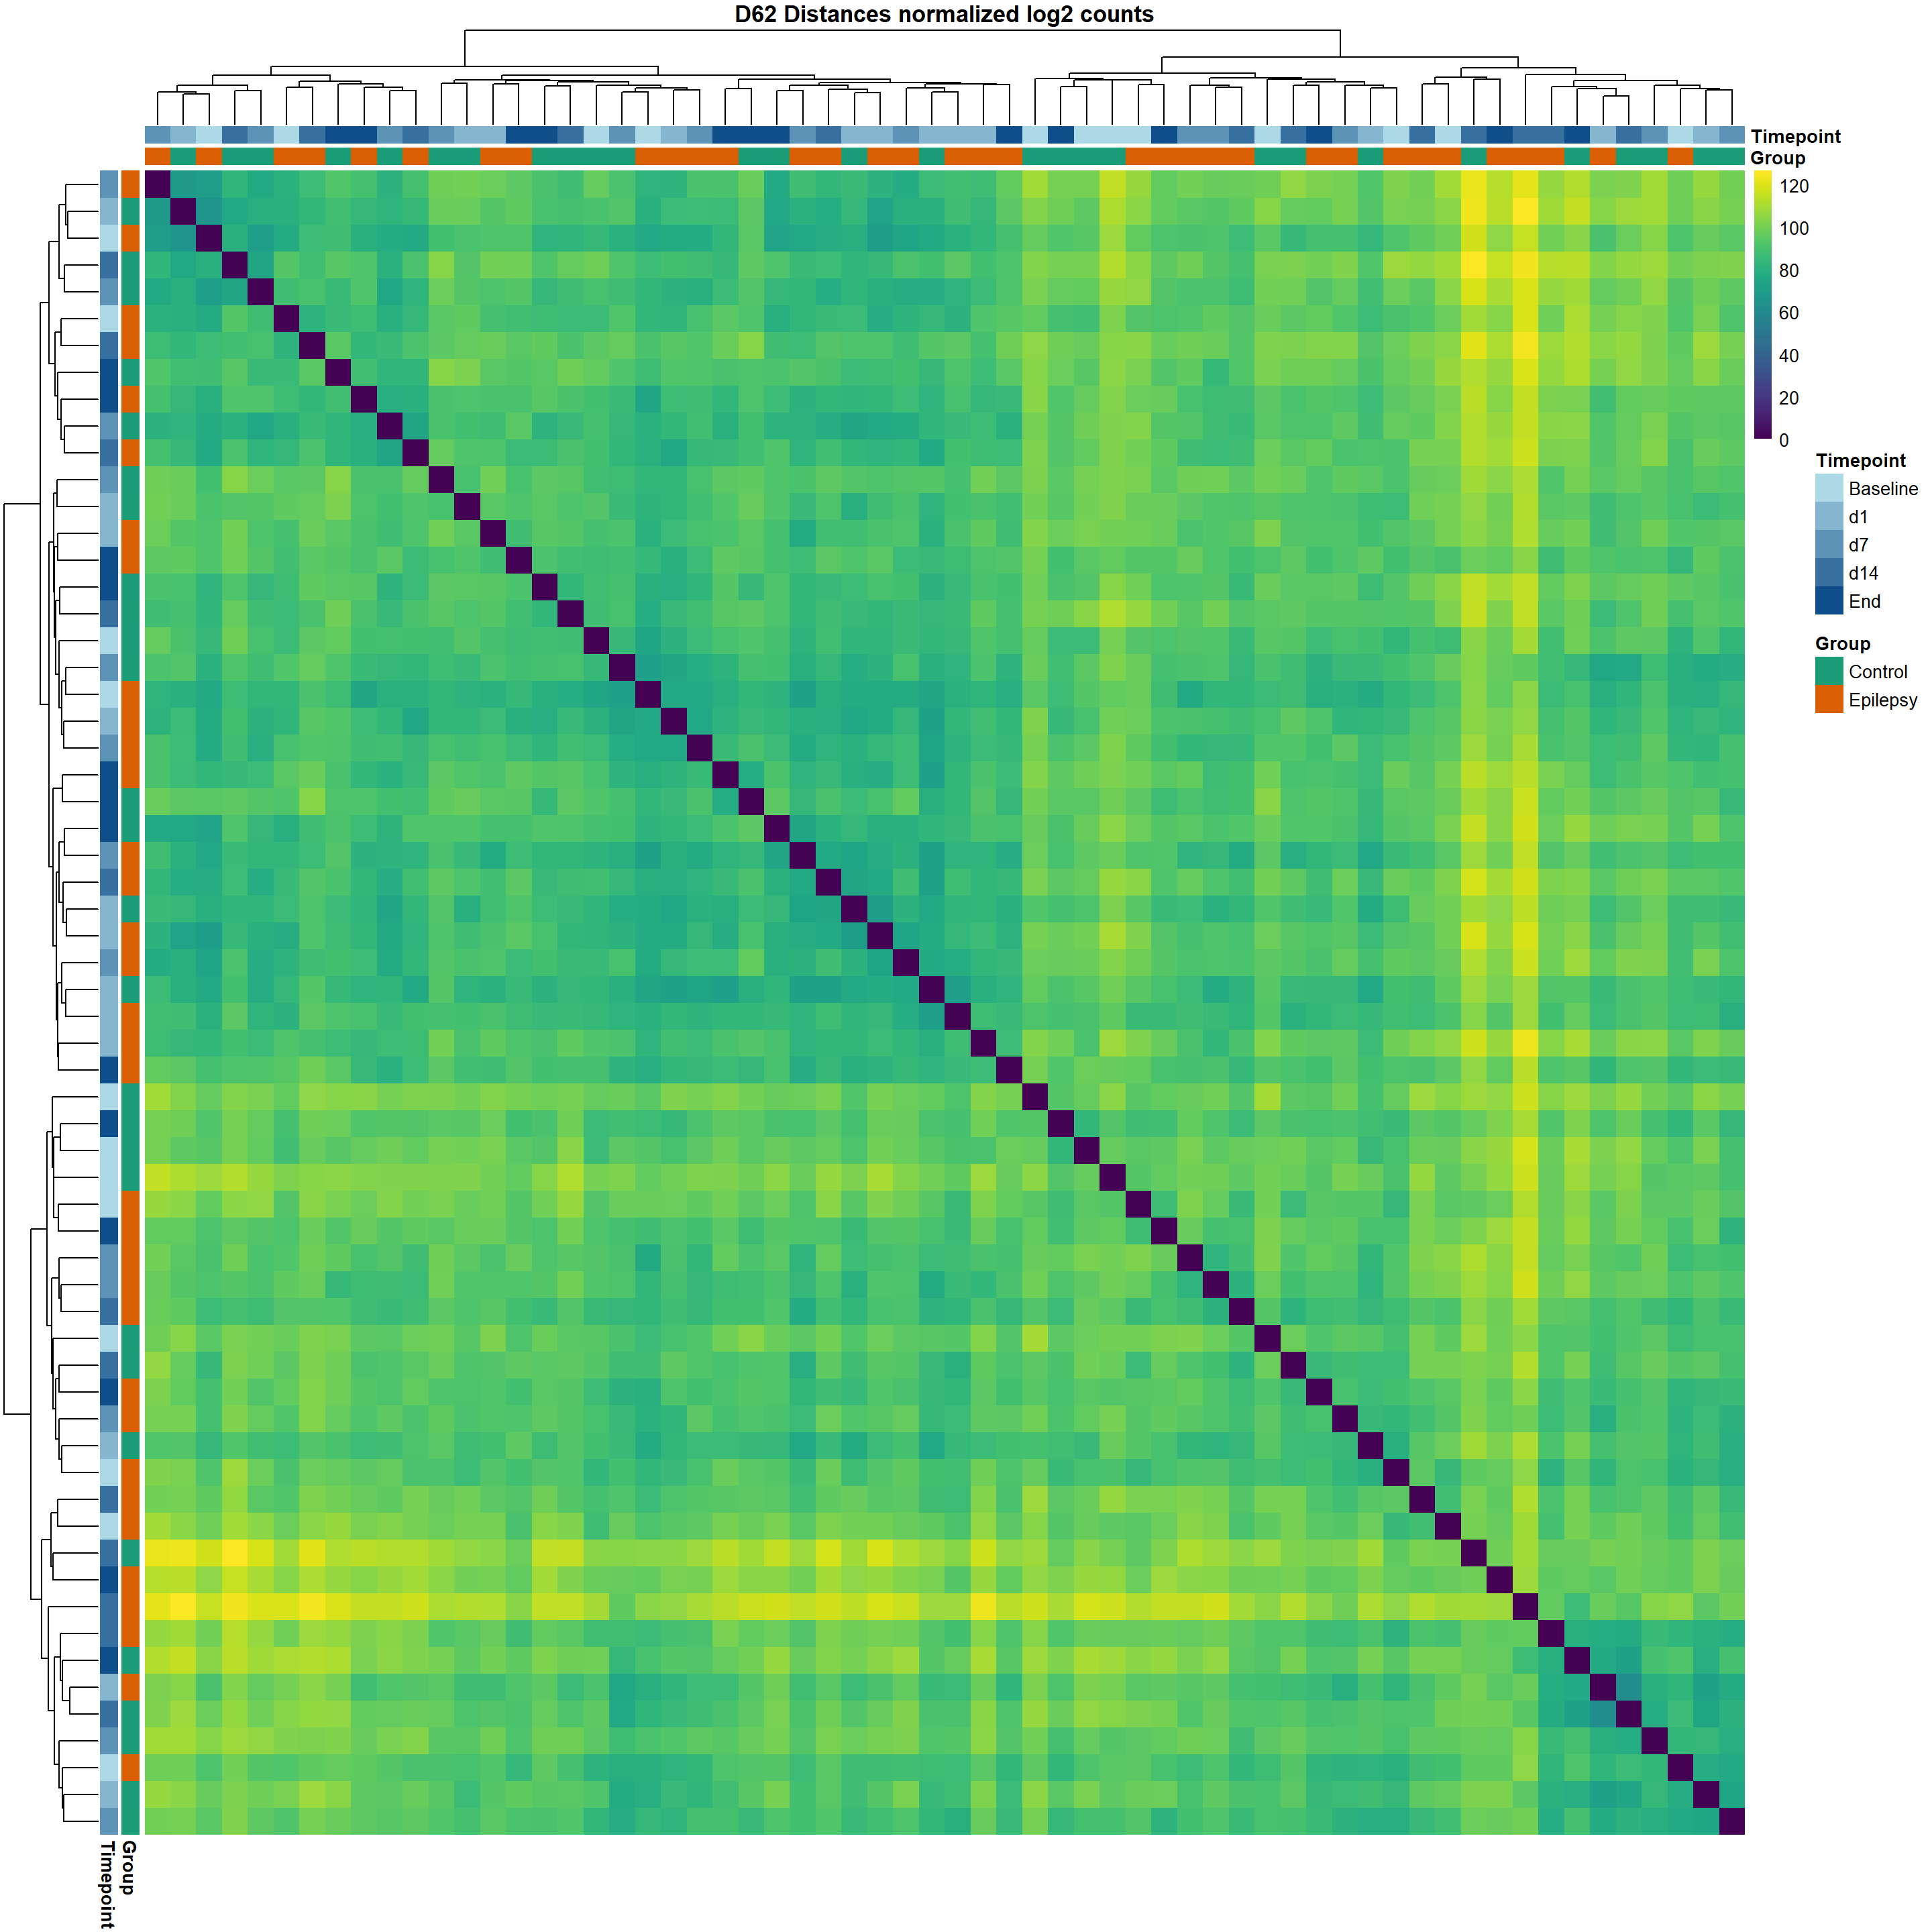 D62 Distances normalized log2 counts
Timepoint
Group
120
100
80
60
40
20
0
Timepoint
Baseline
d1
d7
d14
End
Group
Control
Epilepsy
Timepoint
Group